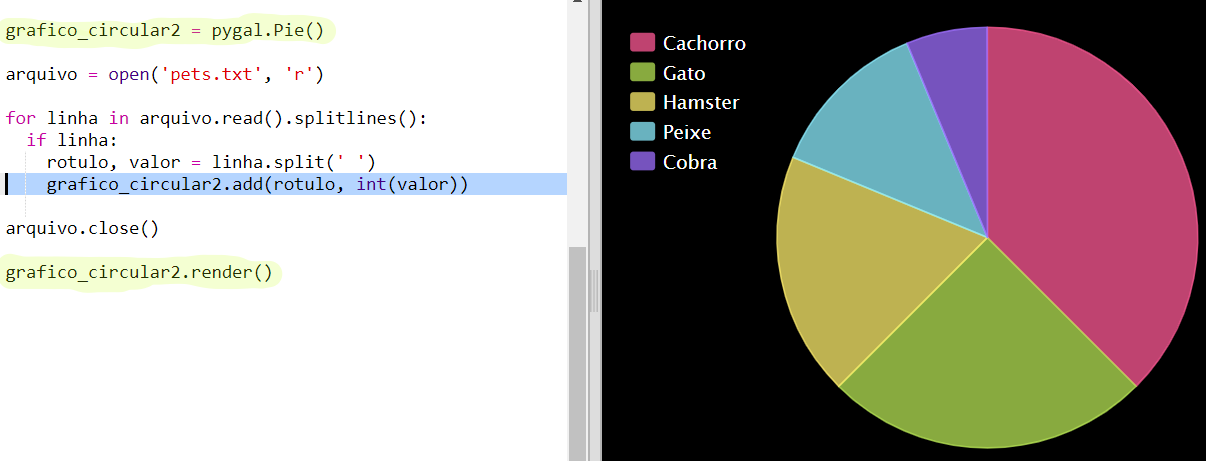 grafico_circular2 = pygal.Pie()
arquivo = open('pets.txt', 'r')
for linha in arquivo.read().splitlines():
  if linha:
    rotulo, valor = linha.split(' ')
    grafico_circular2.add(rotulo, int(valor))
arquivo.close()
grafico_circular2.render()
Cachorro
Gato
Hamster
Peixe
Cobra